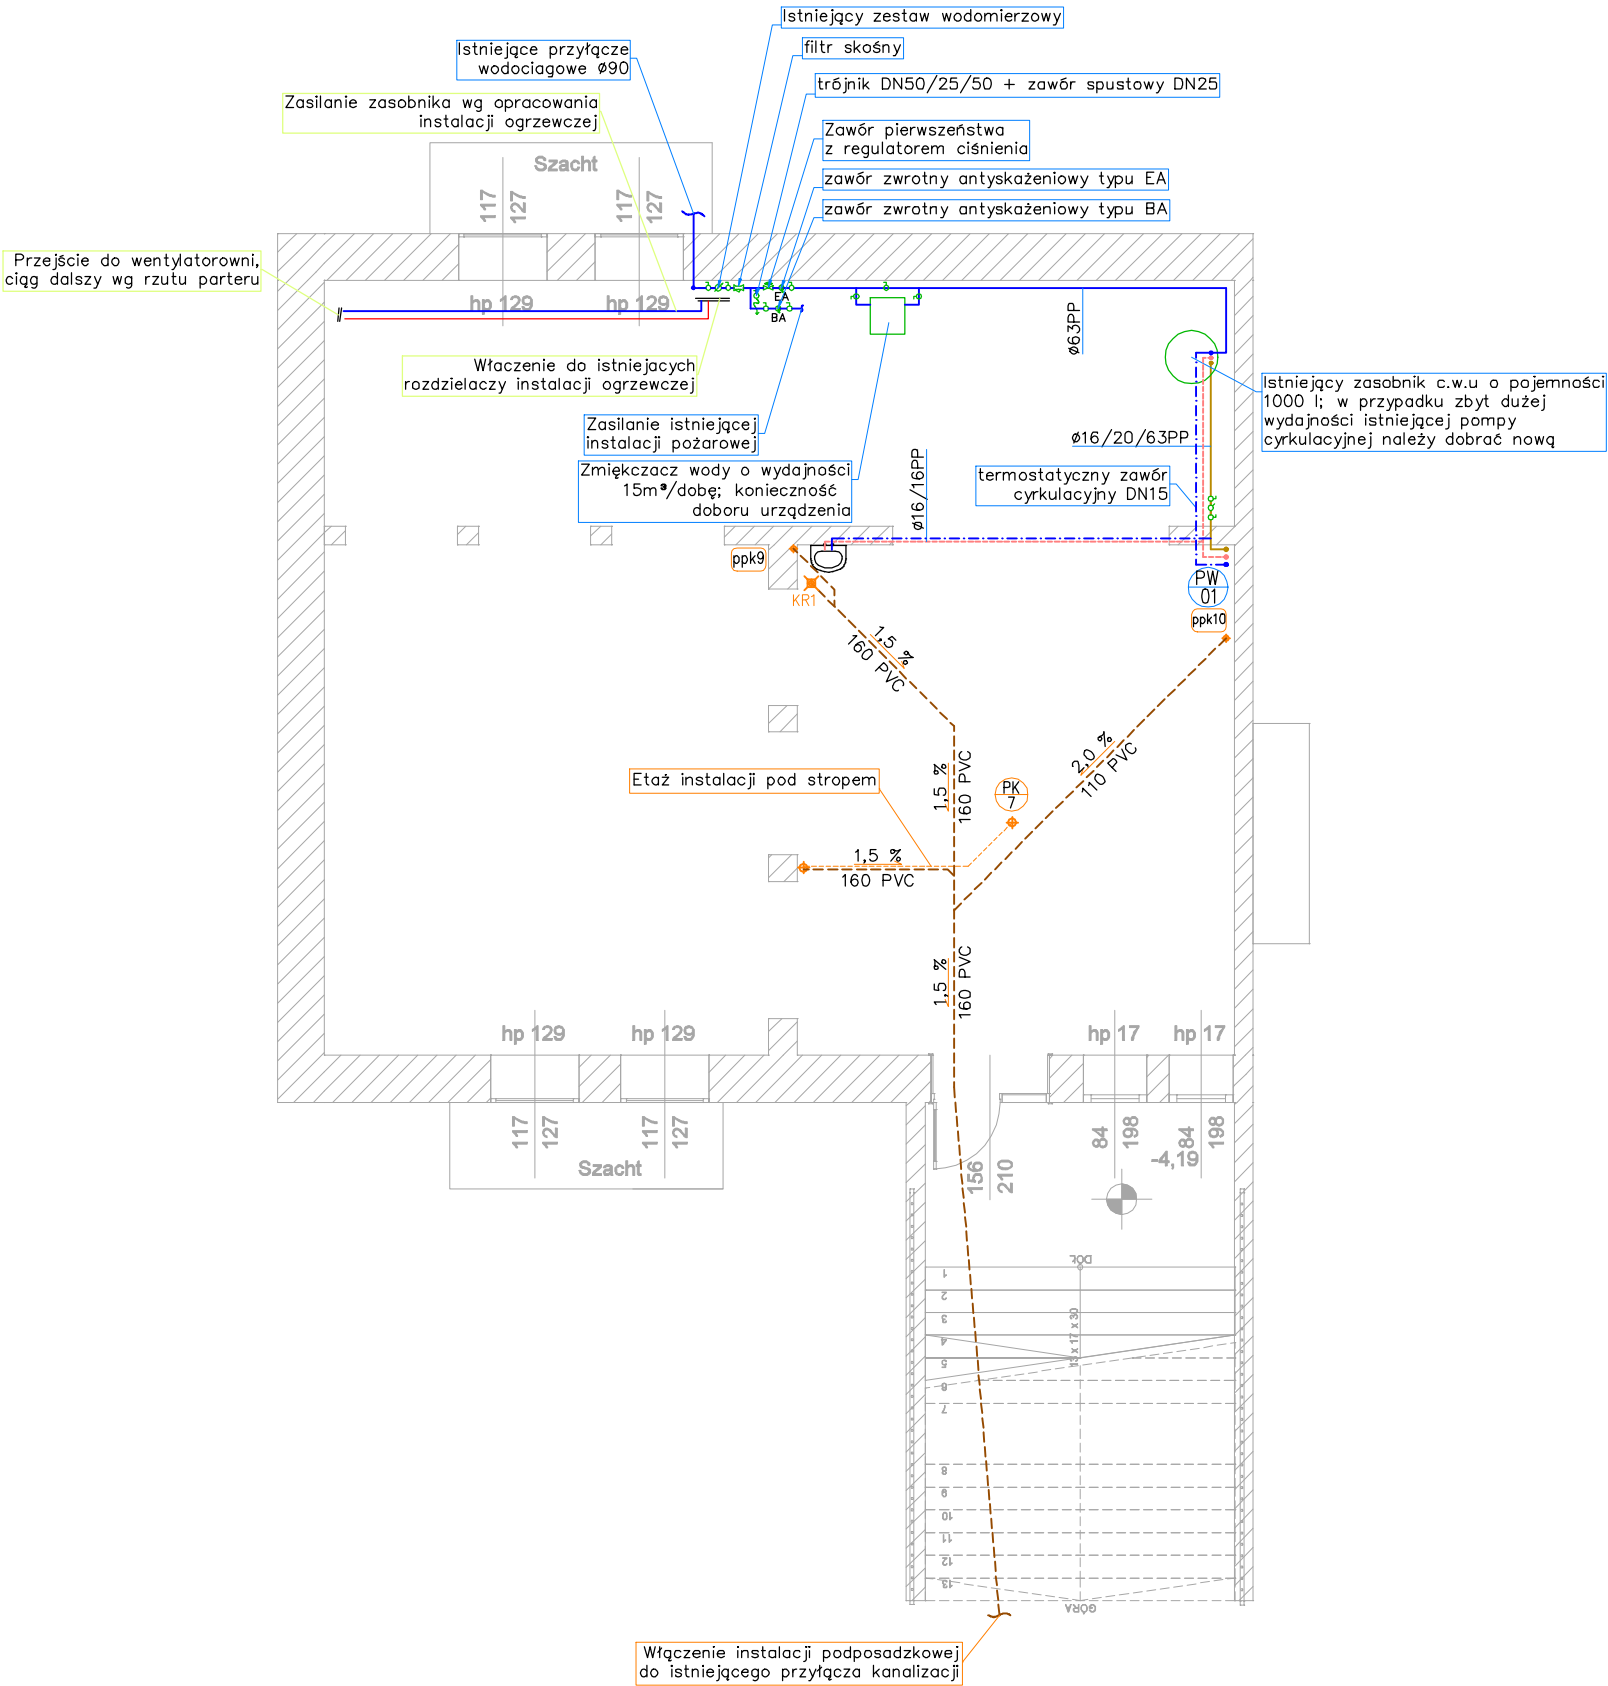 Istniejący zestaw wodomierzowy
Istniejące przyłącze
wodociagowe Ø90
filtr skośny
trójnik DN50/25/50 + zawór spustowy DN25
Zasilanie zasobnika wg opracowania
instalacji ogrzewczej
Zawór pierwszeństwa
z regulatorem ciśnienia
zawór zwrotny antyskażeniowy typu EA
zawór zwrotny antyskażeniowy typu BA
Szacht
117
127
117
127
Przejście do wentylatorowni,
ciąg dalszy wg rzutu parteru
hp 129
hp 129
EA
BA
Ø63PP
Właczenie do istniejacych
rozdzielaczy instalacji ogrzewczej
Istniejący zasobnik c.w.u o pojemności
1000 l; w przypadku zbyt dużej
wydajności istniejącej pompy
cyrkulacyjnej należy dobrać nową
Zasilanie istniejącej
instalacji pożarowej
Ø16/20/63PP
Zmiękczacz wody o wydajności
15m³/dobę; konieczność
doboru urządzenia
Ø16/16PP
termostatyczny zawór
cyrkulacyjny DN15
ppk9
KR1
PW
01
ppk10
1,5 %
160 PVC
2,0 %
110 PVC
1,5 %
160 PVC
Etaż instalacji pod stropem
PK
7
1,5 %
160 PVC
1,5 %
160 PVC
hp 129
hp 129
hp 17
hp 17
117
127
117
127
84
198
84
198
Szacht
156
210
-4,19
DÓŁ
1
2
3
4
5
6
7
13 x 17 x 30
8
9
10
11
12
13
GÓRA
Włączenie instalacji podposadzkowej
do istniejącego przyłącza kanalizacji